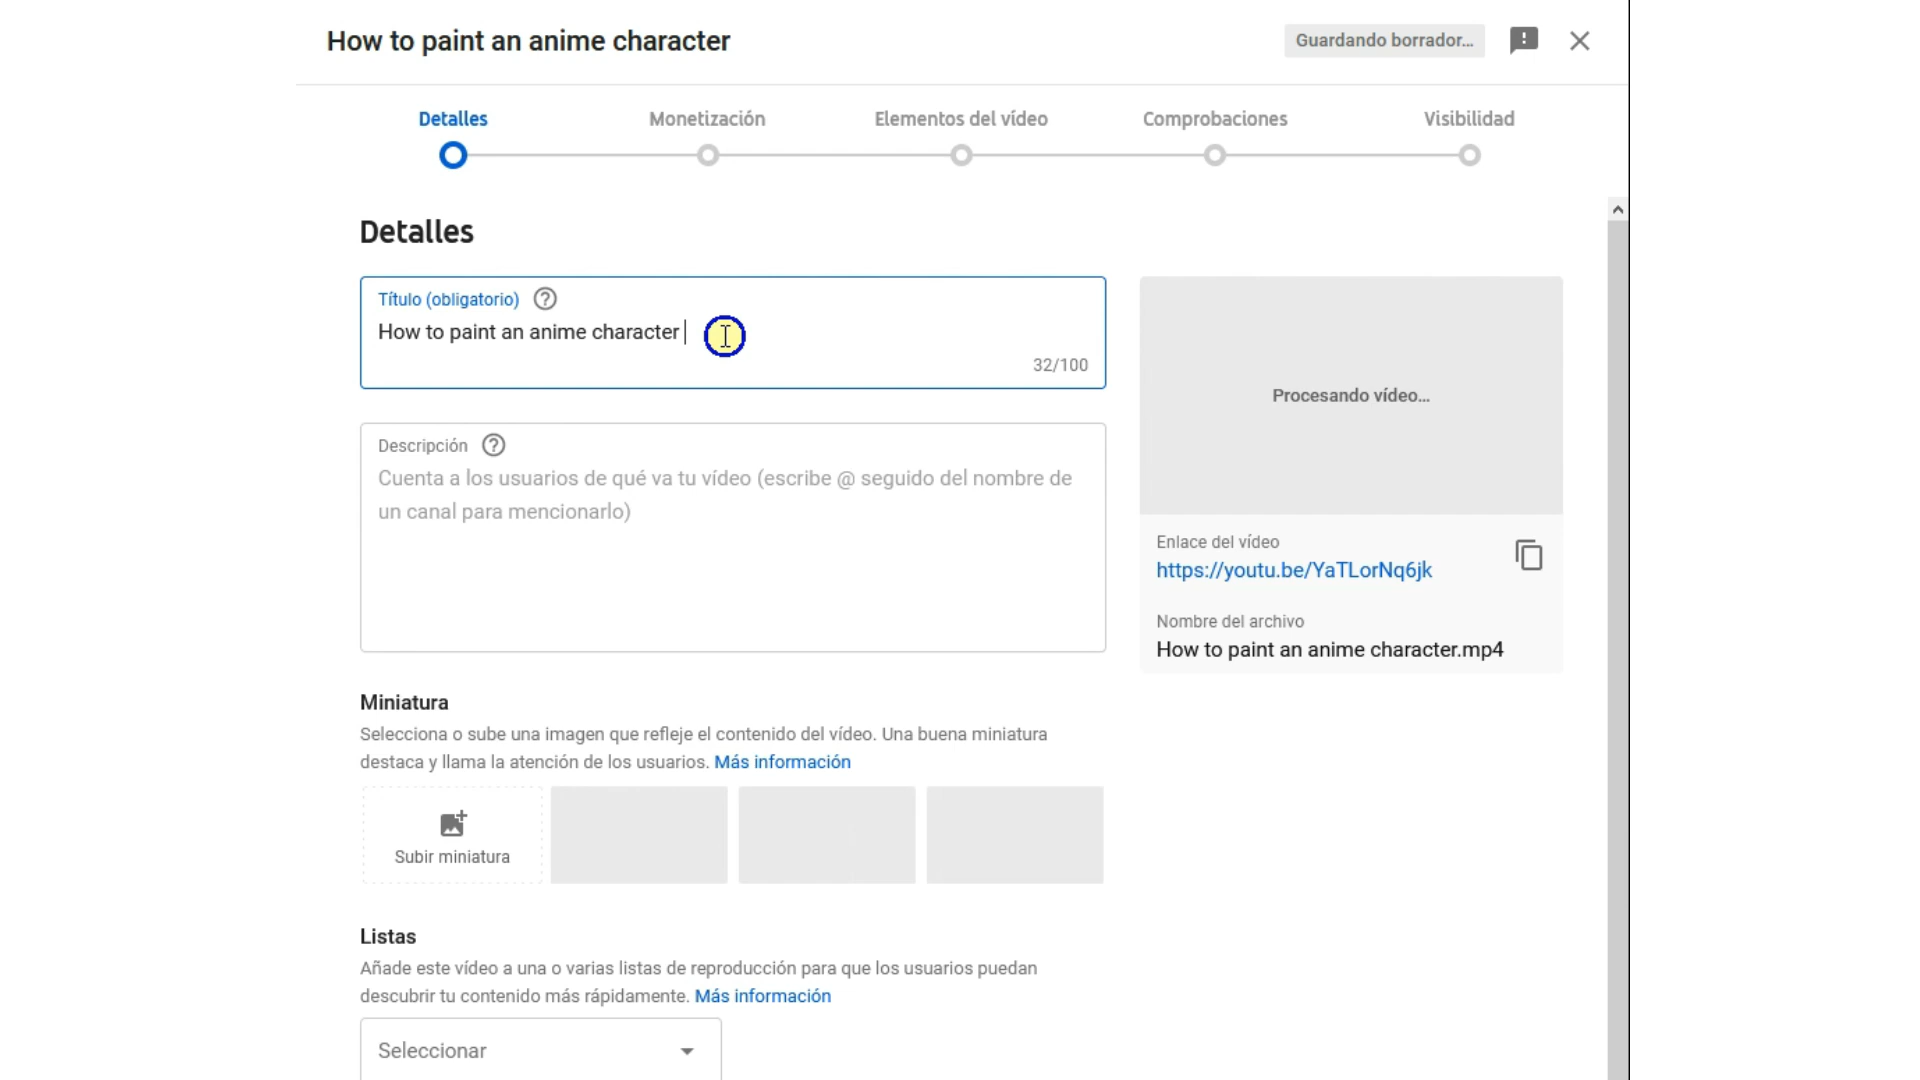 How to paint an anime character
Guardando borrador...
Detalles
Monetización
Elementos del vídeo
Comprobaciones
Visibilidad
Detalles
Título (obligatorio)
How to paint an anime character
32/100
Descripción
Cuenta a los usuarios de qué va tu vídeo (escribe @ seguido del nombre de
un canal para mencionarlo)
Procesando vídeo...
Enlace del vídeo
https://youtu.be/YaTLorNq6jk
Nombre del archivo
How to paint an anime character.mp4
Miniatura
Selecciona o sube una imagen que refleje el contenido del vídeo. Una buena miniatura
destaca y llama la atención de los usuarios. Más información
Subir miniatura
Listas
Añade este vídeo a una o varias listas de reproducción para que los usuarios puedan
descubrir tu contenido más rápidamente. Más información
Seleccionar